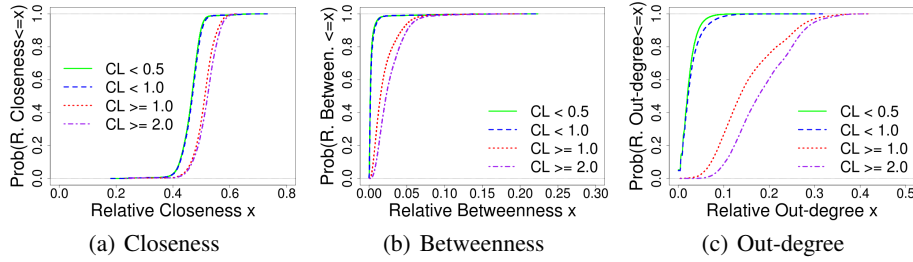 Prob(R. Closeness<=x)
0.0 0.2 0.4 0.6 0.8 1.0
CL < 0.5
CL < 1.0
CL >= 1.0
CL >= 2.0
0.0 0.2 0.4 0.6 0.8
Relative Closeness x
(a) Closeness
Prob(R. Between. <=x)
0.0 0.2 0.4 0.6 0.8 1.0
CL < 0.5
CL < 1.0
CL >= 1.0
CL >= 2.0
0.00 0.05 0.10 0.15 0.20 0.25 0.30
Relative Betweenness x
(b) Betweenness
Prob(R. Out-degree<=x)
0.0 0.2 0.4 0.6 0.8 1.0
CL < 0.5
CL < 1.0
CL >= 1.0
CL >= 2.0
0.0 0.1 0.2 0.3 0.4 0.5
Relative Out-degree x
(c) Out-degree